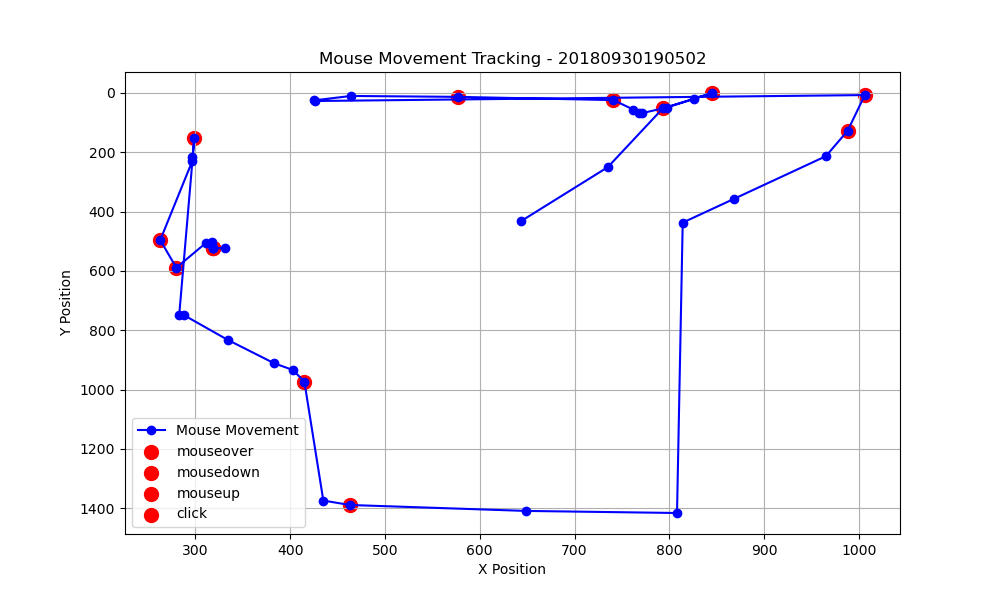 Mouse Movement Tracking - 20180930190502
Y Position
0
200
400
600
800
1000
1200
1400
Mouse Movement
mouseover
mousedown
mouseup
click
300 400 500 600 700 800 900 1000
X Position